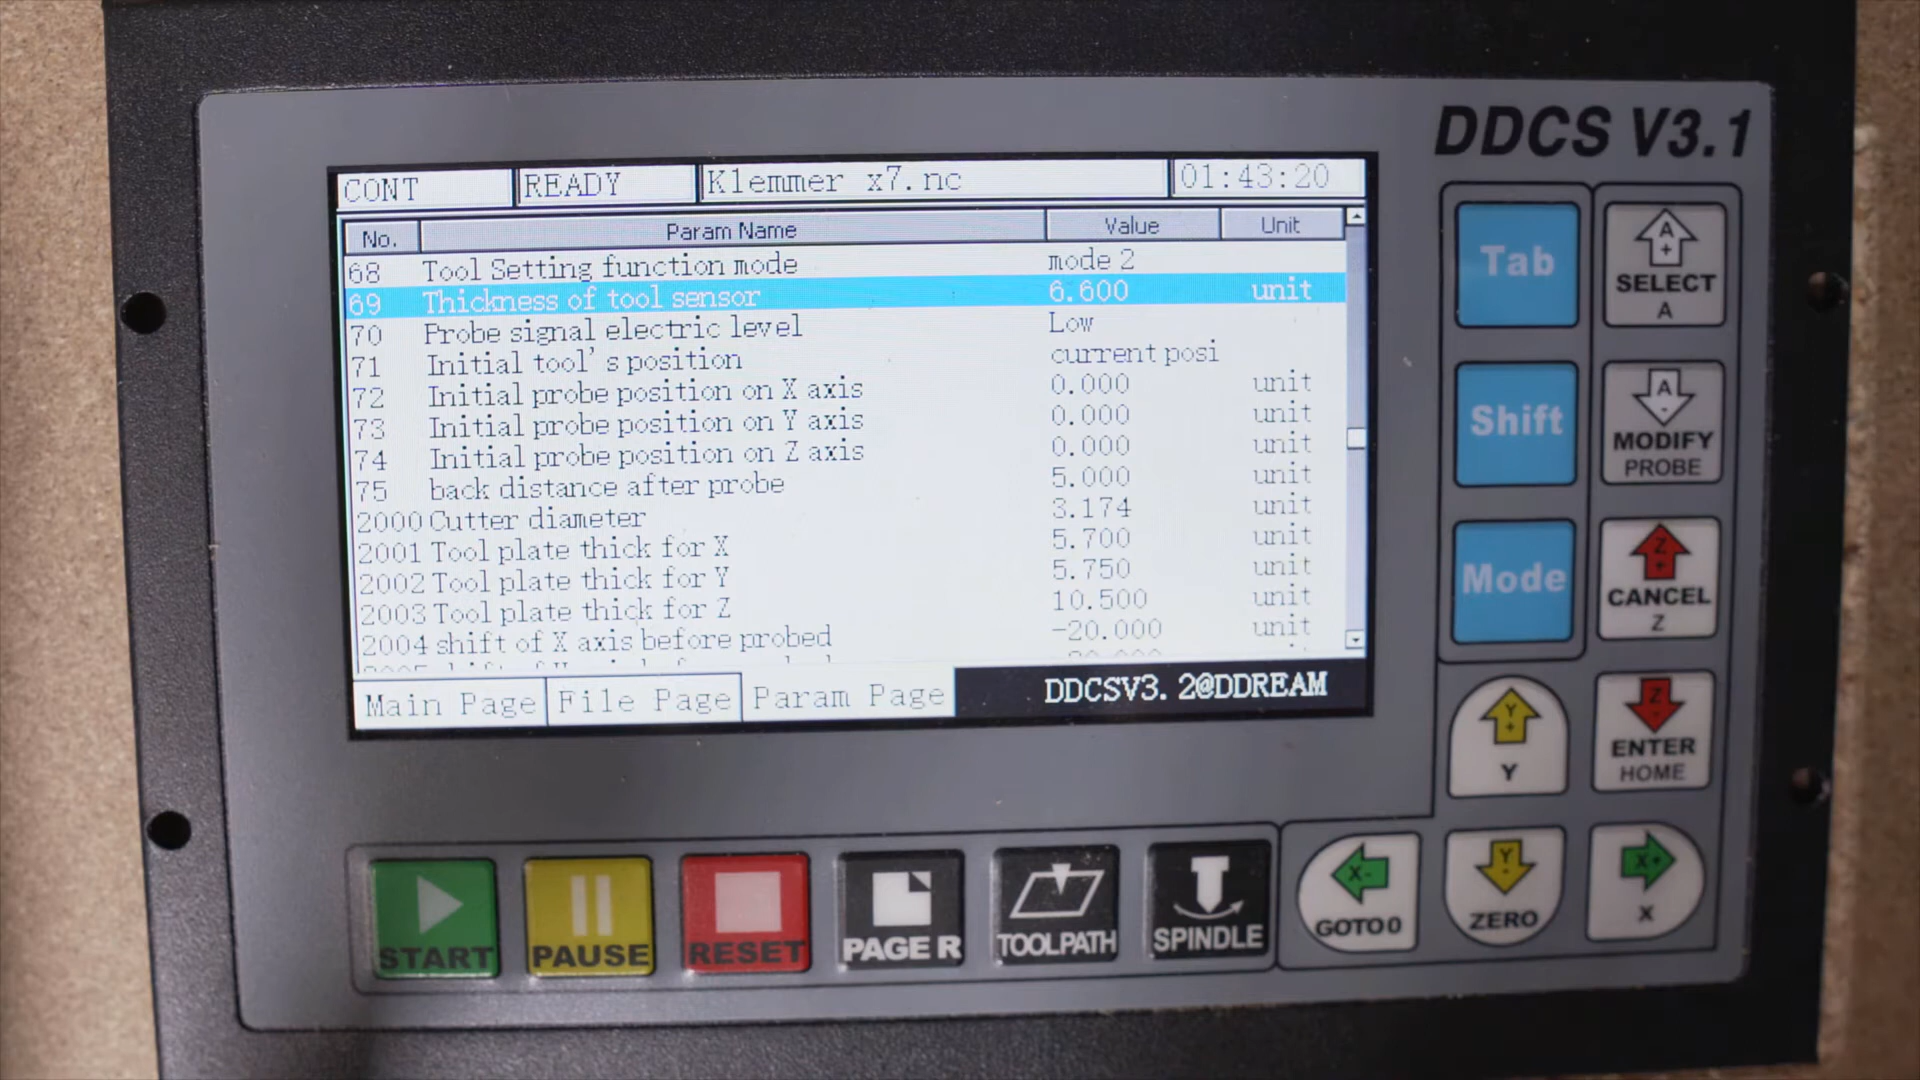 DDCS V3.1
CONT READY Klemmer x7.nc 01:43:20
No. Param Name Value Unit
68 Tool Setting function mode mode 2
69 Thickness of tool sensor 6.600 unit
70 Probe signal electric level Low
71 Initial tool's position current posi
72 Initial probe position on X axis 0.000 unit
73 Initial probe position on Y axis 0.000 unit
74 Initial probe position on Z axis 0.000 unit
75 back distance after probe 5.000 unit
2000 Cutter diameter 3.174 unit
2001 Tool plate thick for X 5.700 unit
2002 Tool plate thick for Y 5.750 unit
2003 Tool plate thick for Z 10.500 unit
2004 shift of X axis before probed -20.000 unit
Main Page File Page Param Page DDCSV3.2@DDREAM
Tab
A
+
SELECT
A
Shift
A
-
MODIFY
PROBE
Mode
Z
+
CANCEL
Z
Y
+
Y
Z
-
ENTER
HOME
START
PAUSE
RESET
PAGE R
TOOLPATH
SPINDLE
X-
GOTO0
Y
-
ZERO
X+
X